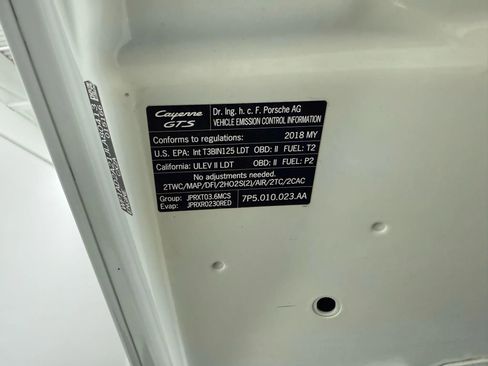 Cayenne
GTS
Dr. Ing. h. c. F. Porsche AG
VEHICLE EMISSION CONTROL INFORMATION
Conforms to regulations: 2018 MY
U.S. EPA: Int T3BIN125 LDT OBD: II FUEL: T2
California: ULEV II LDT OBD: II FUEL: P2
No adjustments needed.
2TWC/MAP/DFI/2HO2S(2)/AIR/2TC/2CAC
Group: JPRXT03.6MCS
Evap: JPRXR0230RED
7P5.010.023.AA